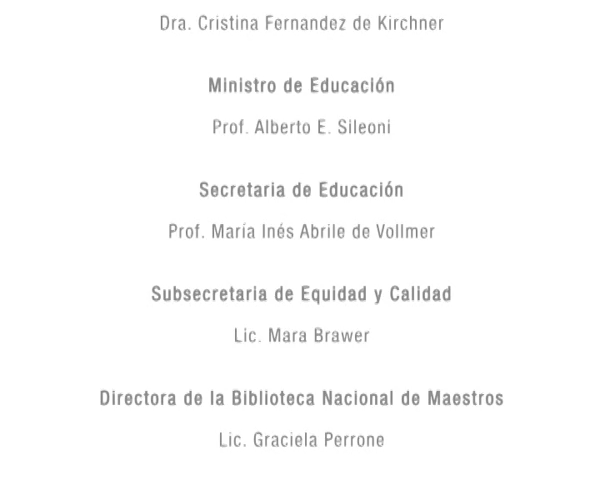 Dra. Cristina Fernandez de Kirchner
Ministro de Educación
Prof. Alberto E. Sileoni
Secretaria de Educación
Prof. María Inés Abrile de Vollmer
Subsecretaria de Equidad y Calidad
Lic. Mara Brawer
Directora de la Biblioteca Nacional de Maestros
Lic. Graciela Perrone